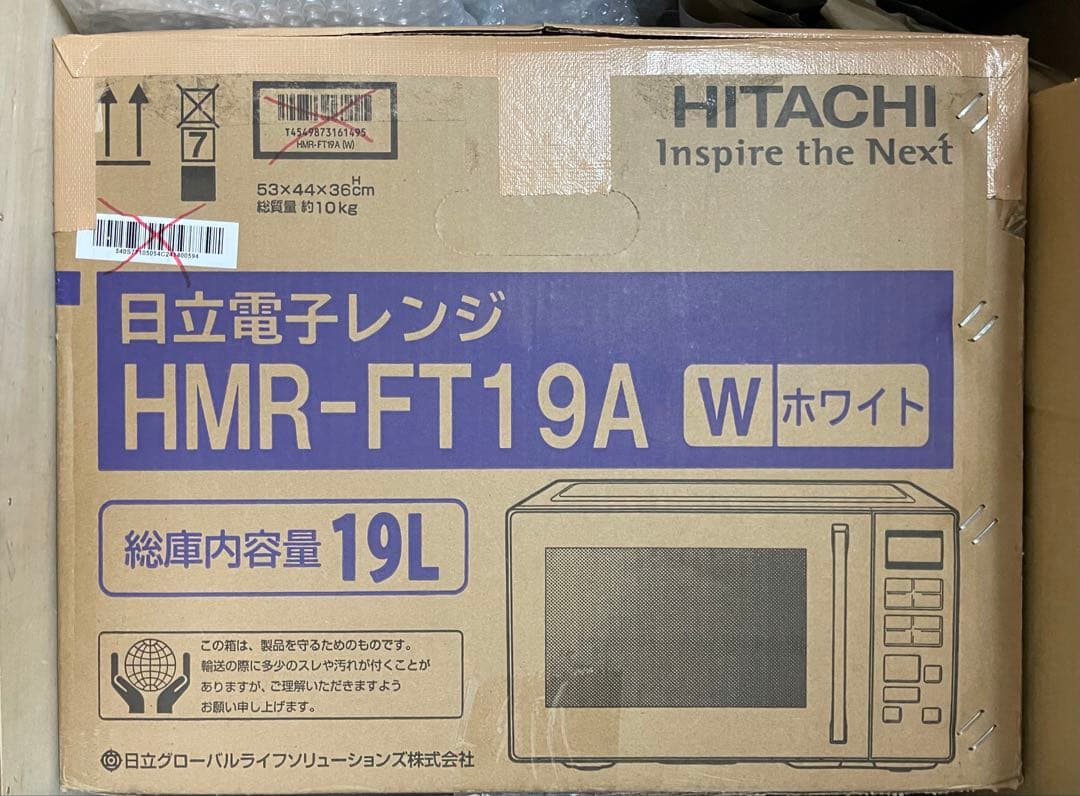 HITACHI
Inspire the Next
7
T4549873161495
HMR-FT19A (W)
53×44×36cm
H
総質量 約10kg
日立電子レンジ
HMR-FT19A W ホワイト
総庫内容量 19L
この箱は、製品を守るためのものです。
輸送の際に多少のスレや汚れが付くことが
ありますが、ご理解いただきますよう
お願い申し上げます。
日立グローバルライフソリューションズ株式会社